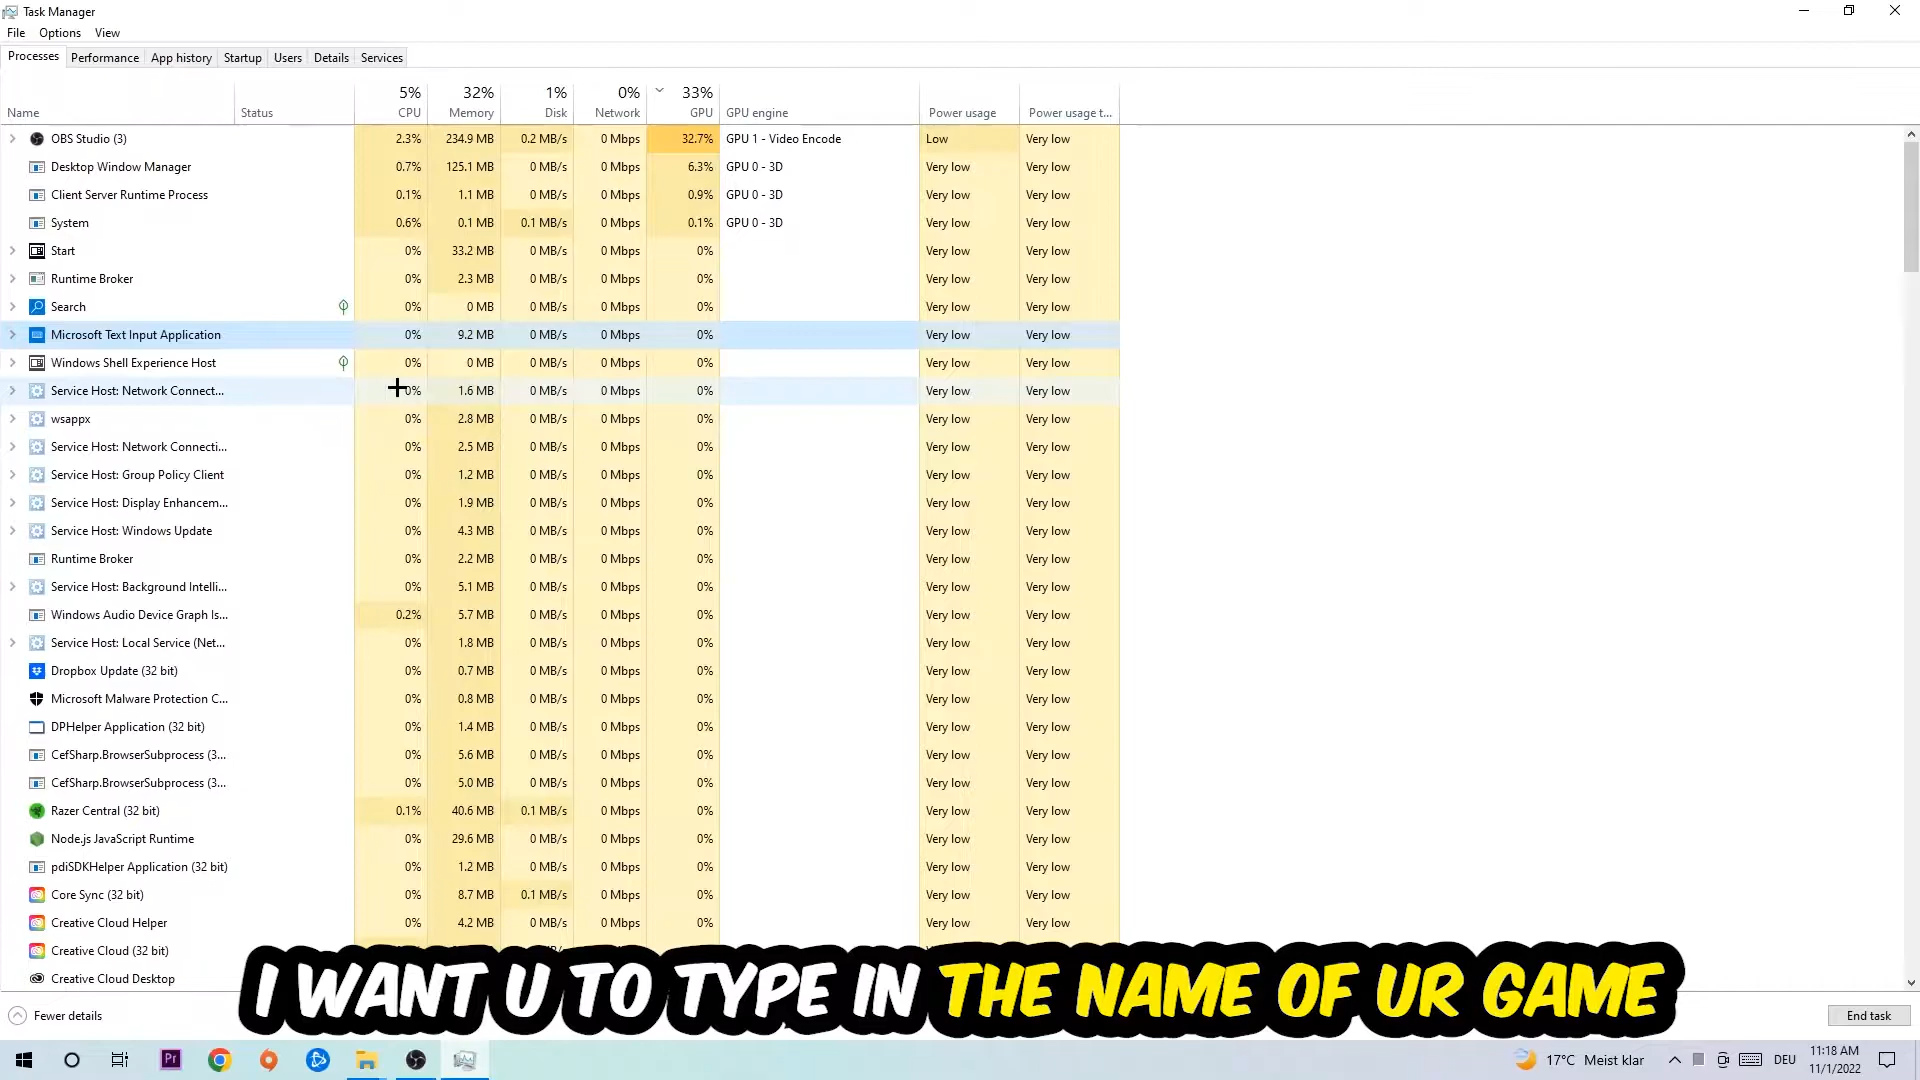 Task Manager
File Options View
Processes Performance App history Startup Users Details Services
5% 32% 1% 0% 33%
Name Status CPU Memory Disk Network GPU GPU engine Power usage Power usage t...
OBS Studio (3) 2.3% 234.9 MB 0.2 MB/s 0 Mbps 32.7% GPU 1 - Video Encode Low Very low
Desktop Window Manager 0.7% 125.1 MB 0 MB/s 0 Mbps 6.3% GPU 0 - 3D Very low Very low
Client Server Runtime Process 0.1% 1.1 MB 0 MB/s 0 Mbps 0.9% GPU 0 - 3D Very low Very low
System 0.6% 0.1 MB 0.1 MB/s 0 Mbps 0.1% GPU 0 - 3D Very low Very low
Start 0% 33.2 MB 0 MB/s 0 Mbps 0% Very low Very low
Runtime Broker 0% 2.3 MB 0 MB/s 0 Mbps 0% Very low Very low
Search 0% 0 MB 0 MB/s 0 Mbps 0% Very low Very low
Microsoft Text Input Application 0% 9.2 MB 0 MB/s 0 Mbps 0% Very low Very low
Windows Shell Experience Host 0% 0 MB 0 MB/s 0 Mbps 0% Very low Very low
Service Host: Network Connect... 0% 1.6 MB 0 MB/s 0 Mbps 0% Very low Very low
wsappx 0% 2.8 MB 0 MB/s 0 Mbps 0% Very low Very low
Service Host: Network Connecti... 0% 2.5 MB 0 MB/s 0 Mbps 0% Very low Very low
Service Host: Group Policy Client 0% 1.2 MB 0 MB/s 0 Mbps 0% Very low Very low
Service Host: Display Enhancem... 0% 1.9 MB 0 MB/s 0 Mbps 0% Very low Very low
Service Host: Windows Update 0% 4.3 MB 0 MB/s 0 Mbps 0% Very low Very low
Runtime Broker 0% 2.2 MB 0 MB/s 0 Mbps 0% Very low Very low
Service Host: Background Intelli... 0% 5.1 MB 0 MB/s 0 Mbps 0% Very low Very low
Windows Audio Device Graph Is... 0.2% 5.7 MB 0 MB/s 0 Mbps 0% Very low Very low
Service Host: Local Service (Net... 0% 1.8 MB 0 MB/s 0 Mbps 0% Very low Very low
Dropbox Update (32 bit) 0% 0.7 MB 0 MB/s 0 Mbps 0% Very low Very low
Microsoft Malware Protection C... 0% 0.8 MB 0 MB/s 0 Mbps 0% Very low Very low
DPHelper Application (32 bit) 0% 1.4 MB 0 MB/s 0 Mbps 0% Very low Very low
CefSharp.BrowserSubprocess (3... 0% 5.6 MB 0 MB/s 0 Mbps 0% Very low Very low
CefSharp.BrowserSubprocess (3... 0% 5.0 MB 0 MB/s 0 Mbps 0% Very low Very low
Razer Central (32 bit) 0.1% 40.6 MB 0.1 MB/s 0 Mbps 0% Very low Very low
Node.js JavaScript Runtime 0% 29.6 MB 0 MB/s 0 Mbps 0% Very low Very low
pdiSDKHelper Application (32 bit) 0% 1.2 MB 0 MB/s 0 Mbps 0% Very low Very low
Core Sync (32 bit) 0% 8.7 MB 0.1 MB/s 0 Mbps 0% Very low Very low
Creative Cloud Helper 0% 4.2 MB 0 MB/s 0 Mbps 0% Very low Very low
Creative Cloud (32 bit)
Creative Cloud Desktop
I WANT U TO TYPE IN THE NAME OF UR GAME
Fewer details End task
Pr 17°C Meist klar DEU 11:18 AM
11/1/2022